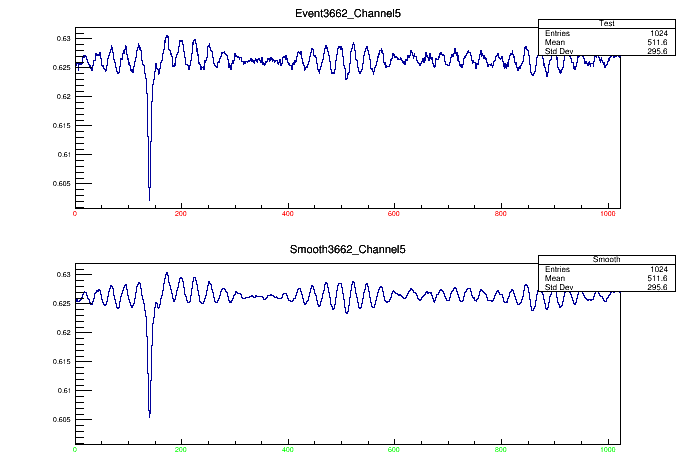 Event3662_Channel5
Test
Entries 1024
Mean 511.6
Std Dev 295.6
0.63
0.625
0.62
0.615
0.61
0.605
0 200 400 600 800 1000
Smooth3662_Channel5
Smooth
Entries 1024
Mean 511.6
Std Dev 295.6
0.63
0.625
0.62
0.615
0.61
0.605
0 200 400 600 800 1000